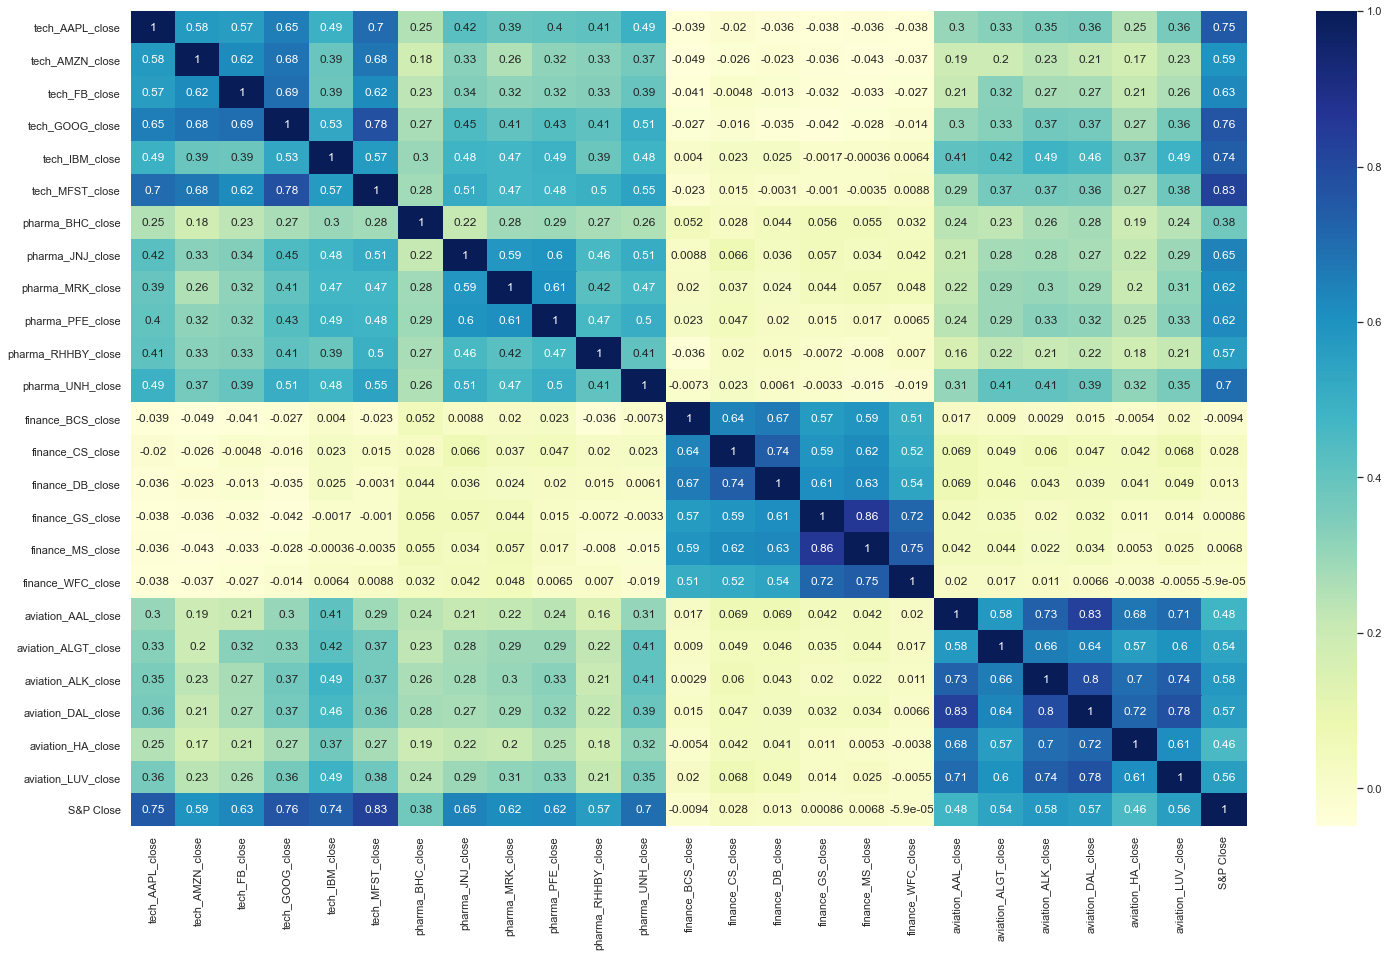 tech_AAPL_close 1 0.58 0.57 0.65 0.49 0.7 0.25 0.42 0.39 0.4 0.41 0.49 -0.039 -0.02 -0.036 -0.038 -0.036 -0.038 0.3 0.33 0.35 0.36 0.25 0.36 0.75
tech_AMZN_close 0.58 1 0.62 0.68 0.39 0.68 0.18 0.33 0.26 0.32 0.33 0.37 -0.049 -0.026 -0.023 -0.036 -0.043 -0.037 0.19 0.2 0.23 0.21 0.17 0.23 0.59
tech_FB_close 0.57 0.62 1 0.69 0.39 0.62 0.23 0.34 0.32 0.32 0.33 0.39 -0.041 -0.0048 -0.013 -0.032 -0.033 -0.027 0.21 0.32 0.27 0.27 0.21 0.26 0.63
tech_GOOG_close 0.65 0.68 0.69 1 0.53 0.78 0.27 0.45 0.41 0.43 0.41 0.51 -0.027 -0.016 -0.035 -0.042 -0.028 -0.014 0.3 0.33 0.37 0.37 0.27 0.36 0.76
tech_IBM_close 0.49 0.39 0.39 0.53 1 0.57 0.3 0.48 0.47 0.49 0.39 0.48 0.004 0.023 0.025 -0.0017 -0.00036 0.0064 0.41 0.42 0.49 0.46 0.37 0.49 0.74
tech_MFST_close 0.7 0.68 0.62 0.78 0.57 1 0.28 0.51 0.47 0.48 0.5 0.55 -0.023 0.015 -0.0031 -0.001 -0.0035 0.0088 0.29 0.37 0.37 0.36 0.27 0.38 0.83
pharma_BHC_close 0.25 0.18 0.23 0.27 0.3 0.28 1 0.22 0.28 0.29 0.27 0.26 0.052 0.028 0.044 0.056 0.055 0.032 0.24 0.23 0.26 0.28 0.19 0.24 0.38
pharma_JNJ_close 0.42 0.33 0.34 0.45 0.48 0.51 0.22 1 0.59 0.6 0.46 0.51 0.0088 0.066 0.036 0.057 0.034 0.042 0.21 0.28 0.28 0.27 0.22 0.29 0.65
pharma_MRK_close 0.39 0.26 0.32 0.41 0.47 0.47 0.28 0.59 1 0.61 0.42 0.47 0.02 0.037 0.024 0.044 0.057 0.048 0.22 0.29 0.3 0.29 0.2 0.31 0.62
pharma_PFE_close 0.4 0.32 0.32 0.43 0.49 0.48 0.29 0.6 0.61 1 0.47 0.5 0.023 0.047 0.02 0.015 0.017 0.0065 0.24 0.29 0.33 0.32 0.25 0.33 0.62
pharma_RHHBY_close 0.41 0.33 0.33 0.41 0.39 0.5 0.27 0.46 0.42 0.47 1 0.41 -0.036 0.02 0.015 -0.0072 -0.008 0.007 0.16 0.22 0.21 0.22 0.18 0.21 0.57
pharma_UNH_close 0.49 0.37 0.39 0.51 0.48 0.55 0.26 0.51 0.47 0.5 0.41 1 -0.0073 0.023 0.0061 -0.0033 -0.015 -0.019 0.31 0.41 0.41 0.39 0.32 0.35 0.7
finance_BCS_close -0.039 -0.049 -0.041 -0.027 0.004 -0.023 0.052 0.0088 0.02 0.023 -0.036 -0.0073 1 0.64 0.67 0.57 0.59 0.51 0.017 0.009 0.0029 0.015 -0.0054 0.02 -0.0094
finance_CS_close -0.02 -0.026 -0.0048 -0.016 0.023 0.015 0.028 0.066 0.037 0.047 0.02 0.023 0.64 1 0.74 0.59 0.62 0.52 0.069 0.049 0.06 0.047 0.042 0.068 0.028
finance_DB_close -0.036 -0.023 -0.013 -0.035 0.025 -0.0031 0.044 0.036 0.024 0.02 0.015 0.0061 0.67 0.74 1 0.61 0.63 0.54 0.069 0.046 0.043 0.039 0.041 0.049 0.013
finance_GS_close -0.038 -0.036 -0.032 -0.042 -0.0017 -0.001 0.056 0.057 0.044 0.015 -0.0072 -0.0033 0.57 0.59 0.61 1 0.86 0.72 0.042 0.035 0.02 0.032 0.011 0.014 0.00086
finance_MS_close -0.036 -0.043 -0.033 -0.028 -0.00036 -0.0035 0.055 0.034 0.057 0.017 -0.008 -0.015 0.59 0.62 0.63 0.86 1 0.75 0.042 0.044 0.022 0.034 0.0053 0.025 0.0068
finance_WFC_close -0.038 -0.037 -0.027 -0.014 0.0064 0.0088 0.032 0.042 0.048 0.0065 0.007 -0.019 0.51 0.52 0.54 0.72 0.75 1 0.02 0.017 0.011 0.0066 -0.0038 -0.0055 -5.9e-05
aviation_AAL_close 0.3 0.19 0.21 0.3 0.41 0.29 0.24 0.21 0.22 0.24 0.16 0.31 0.017 0.069 0.069 0.042 0.042 0.02 1 0.58 0.73 0.83 0.68 0.71 0.48
aviation_ALGT_close 0.33 0.2 0.32 0.33 0.42 0.37 0.23 0.28 0.29 0.29 0.22 0.41 0.009 0.049 0.046 0.035 0.044 0.017 0.58 1 0.66 0.64 0.57 0.6 0.54
aviation_ALK_close 0.35 0.23 0.27 0.37 0.49 0.37 0.26 0.28 0.3 0.33 0.21 0.41 0.0029 0.06 0.043 0.02 0.022 0.011 0.73 0.66 1 0.8 0.7 0.74 0.58
aviation_DAL_close 0.36 0.21 0.27 0.37 0.46 0.36 0.28 0.27 0.29 0.32 0.22 0.39 0.015 0.047 0.039 0.032 0.034 0.0066 0.83 0.64 0.8 1 0.72 0.78 0.57
aviation_HA_close 0.25 0.17 0.21 0.27 0.37 0.27 0.19 0.22 0.2 0.25 0.18 0.32 -0.0054 0.042 0.041 0.011 0.0053 -0.0038 0.68 0.57 0.7 0.72 1 0.61 0.46
aviation_LUV_close 0.36 0.23 0.26 0.36 0.49 0.38 0.24 0.29 0.31 0.33 0.21 0.35 0.02 0.068 0.049 0.014 0.025 -0.0055 0.71 0.6 0.74 0.78 0.61 1 0.56
S&P Close 0.75 0.59 0.63 0.76 0.74 0.83 0.38 0.65 0.62 0.62 0.57 0.7 -0.0094 0.028 0.013 0.00086 0.0068 -5.9e-05 0.48 0.54 0.58 0.57 0.46 0.56 1
tech_AAPL_close
tech_AMZN_close
tech_FB_close
tech_GOOG_close
tech_IBM_close
tech_MFST_close
pharma_BHC_close
pharma_JNJ_close
pharma_MRK_close
pharma_PFE_close
pharma_RHHBY_close
pharma_UNH_close
finance_BCS_close
finance_CS_close
finance_DB_close
finance_GS_close
finance_MS_close
finance_WFC_close
aviation_AAL_close
aviation_ALGT_close
aviation_ALK_close
aviation_DAL_close
aviation_HA_close
aviation_LUV_close
S&P Close
1.0
0.8
0.6
0.4
0.2
0.0